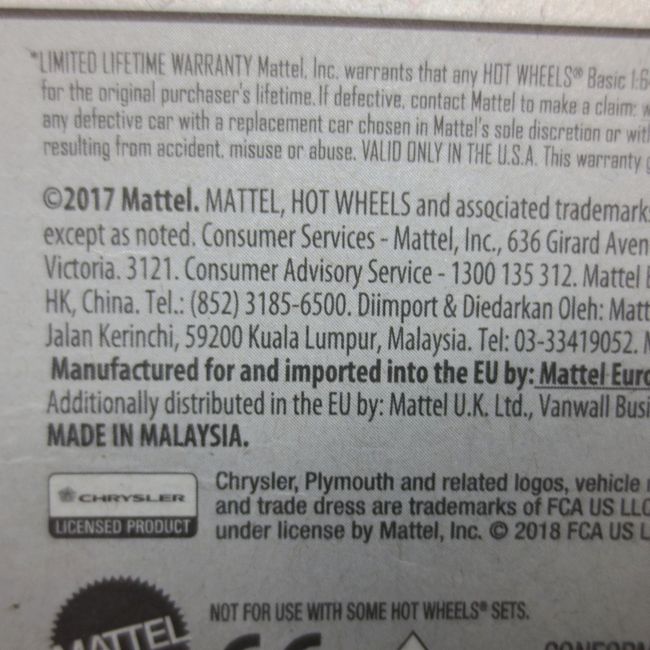 *LIMITED LIFETIME WARRANTY Mattel, Inc. warrants that any HOT WHEELS® Basic 1:6
for the original purchaser's lifetime. If defective, contact Mattel to make a claim: w
any defective car with a replacement car chosen in Mattel's sole discretion or wit
resulting from accident, misuse or abuse. VALID ONLY IN THE U.S.A. This warranty g
©2017 Mattel. MATTEL, HOT WHEELS and associated trademark
except as noted. Consumer Services - Mattel, Inc., 636 Girard Aven
Victoria. 3121. Consumer Advisory Service - 1300 135 312. Mattel
HK, China. Tel.: (852) 3185-6500. Diimport & Diedarkan Oleh: Matt
Jalan Kerinchi, 59200 Kuala Lumpur, Malaysia. Tel: 03-33419052.
Manufactured for and imported into the EU by: Mattel Euro
Additionally distributed in the EU by: Mattel U.K. Ltd., Vanwall Busi
MADE IN MALAYSIA.
CHRYSLER
LICENSED PRODUCT
Chrysler, Plymouth and related logos, vehicle
and trade dress are trademarks of FCA US LLC
under license by Mattel, Inc. © 2018 FCA US L
NOT FOR USE WITH SOME HOT WHEELS® SETS.
MATTEL
CE